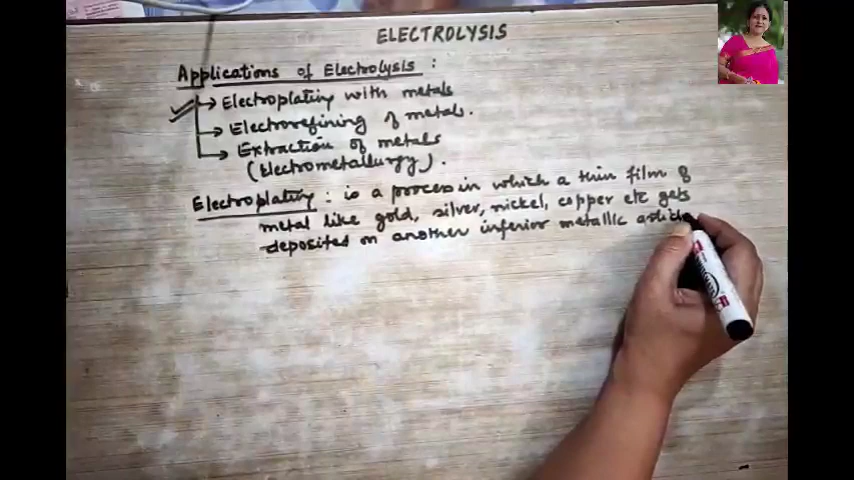 ELECTROLYSIS
Applications of Electrolysis :
Electroplating with metals
Electrorefining of metals.
Extraction of metals
(Electrometallurgy).
Electroplating : is a process in which a thin film of
metal like gold, silver, nickel, copper etc gets
deposited on another inferior metallic article